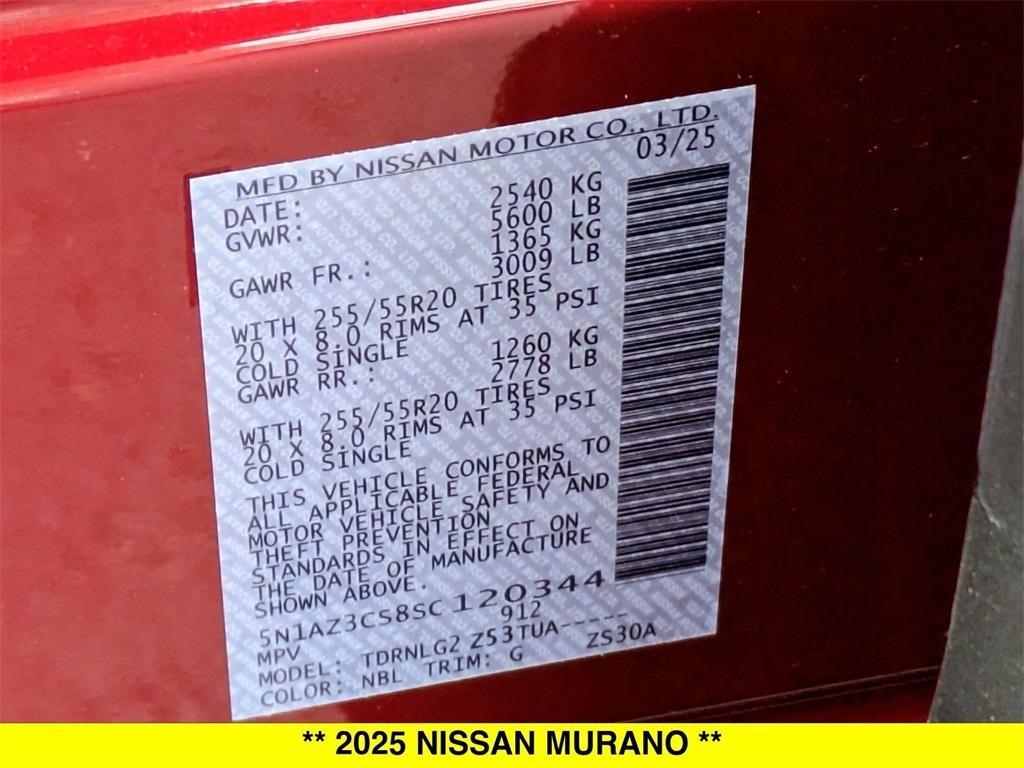 MFD BY NISSAN MOTOR CO., LTD.
DATE: 03/25
GVWR: 2540 KG
5600 LB
GAWR FR.: 1365 KG
3009 LB
WITH 255/55R20 TIRES
20 X 8.0 RIMS AT 35 PSI
COLD SINGLE
GAWR RR.: 1260 KG
2778 LB
WITH 255/55R20 TIRES
20 X 8.0 RIMS AT 35 PSI
COLD SINGLE
THIS VEHICLE CONFORMS TO
ALL APPLICABLE FEDERAL
MOTOR VEHICLE SAFETY AND
THEFT PREVENTION
STANDARDS IN EFFECT ON
THE DATE OF MANUFACTURE
SHOWN ABOVE.
5N1AZ3CS8SC120344
MPV 912
MODEL: TDRNLG2 Z53TUA-----
COLOR: NBL TRIM: G ZS30A
** 2025 NISSAN MURANO **